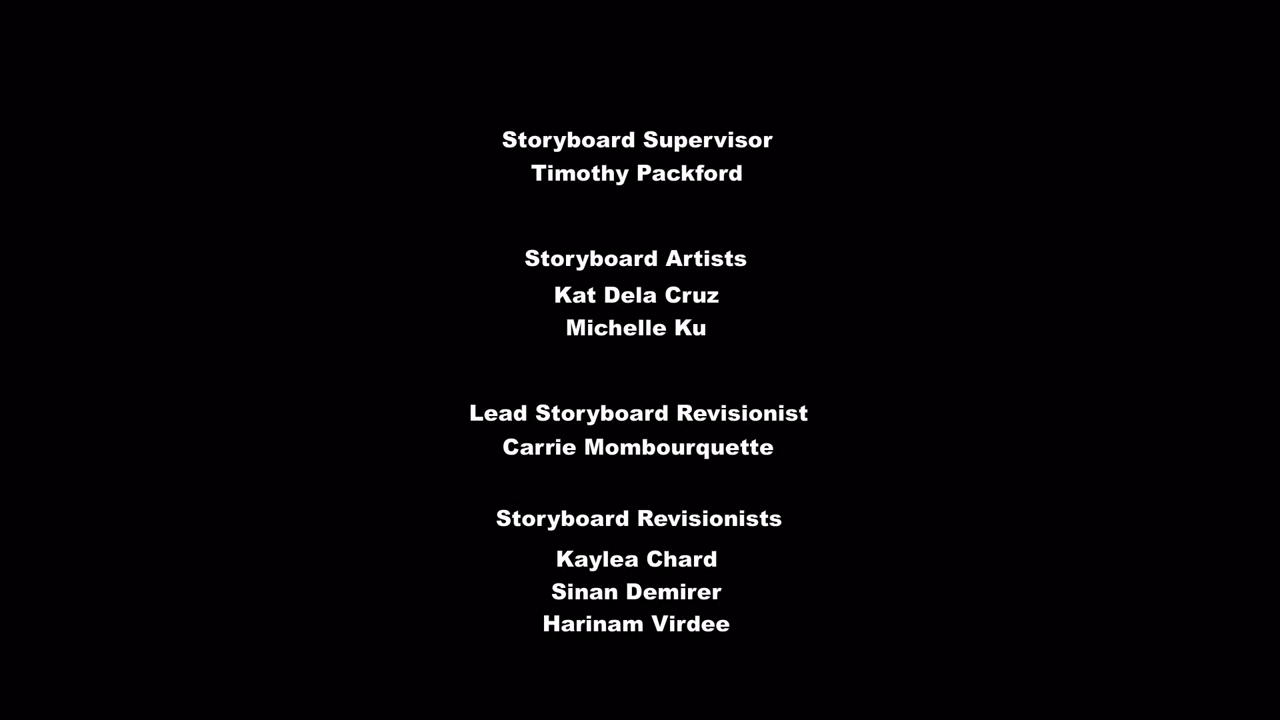 Storyboard Supervisor
Timothy Packford
Storyboard Artists
Kat Dela Cruz
Michelle Ku
Lead Storyboard Revisionist
Carrie Mombourquette
Storyboard Revisionists
Kaylea Chard
Sinan Demirer
Harinam Virdee